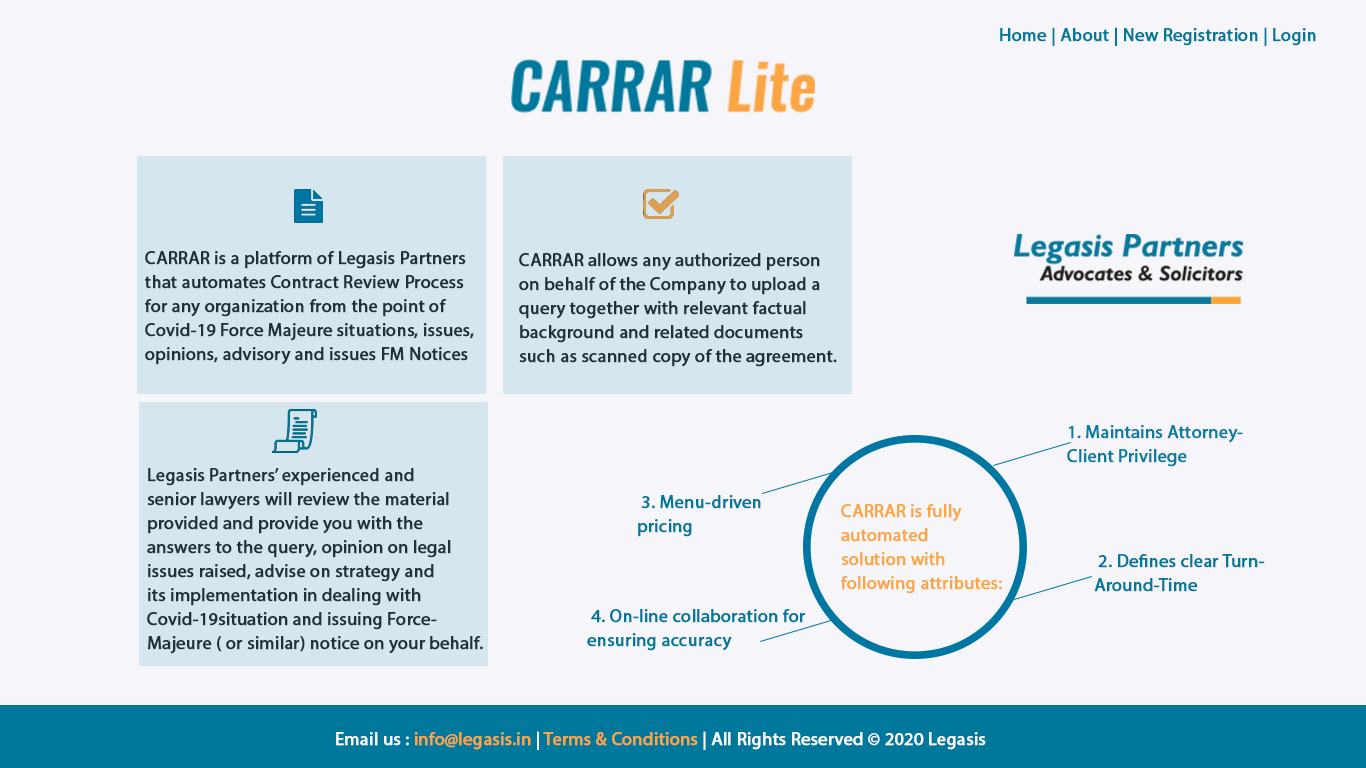 Home | About | New Registration | Login
CARRAR Lite
CARRAR is a platform of Legasis Partners
that automates Contract Review Process
for any organization from the point of
Covid-19 Force Majeure situations, issues,
opinions, advisory and issues FM Notices
CARRAR allows any authorized person
on behalf of the Company to upload a
query together with relevant factual
background and related documents
such as scanned copy of the agreement.
Legasis Partners
Advocates & Solicitors
Legasis Partners’ experienced and
senior lawyers will review the material
provided and provide you with the
answers to the query, opinion on legal
issues raised, advise on strategy and
its implementation in dealing with
Covid-19situation and issuing Force-
Majeure ( or similar) notice on your behalf.
CARRAR is fully
automated
solution with
following attributes:
1. Maintains Attorney-
Client Privilege
2. Defines clear Turn-
Around-Time
3. Menu-driven
pricing
4. On-line collaboration for
ensuring accuracy
Email us : info@legasis.in | Terms & Conditions | All Rights Reserved © 2020 Legasis